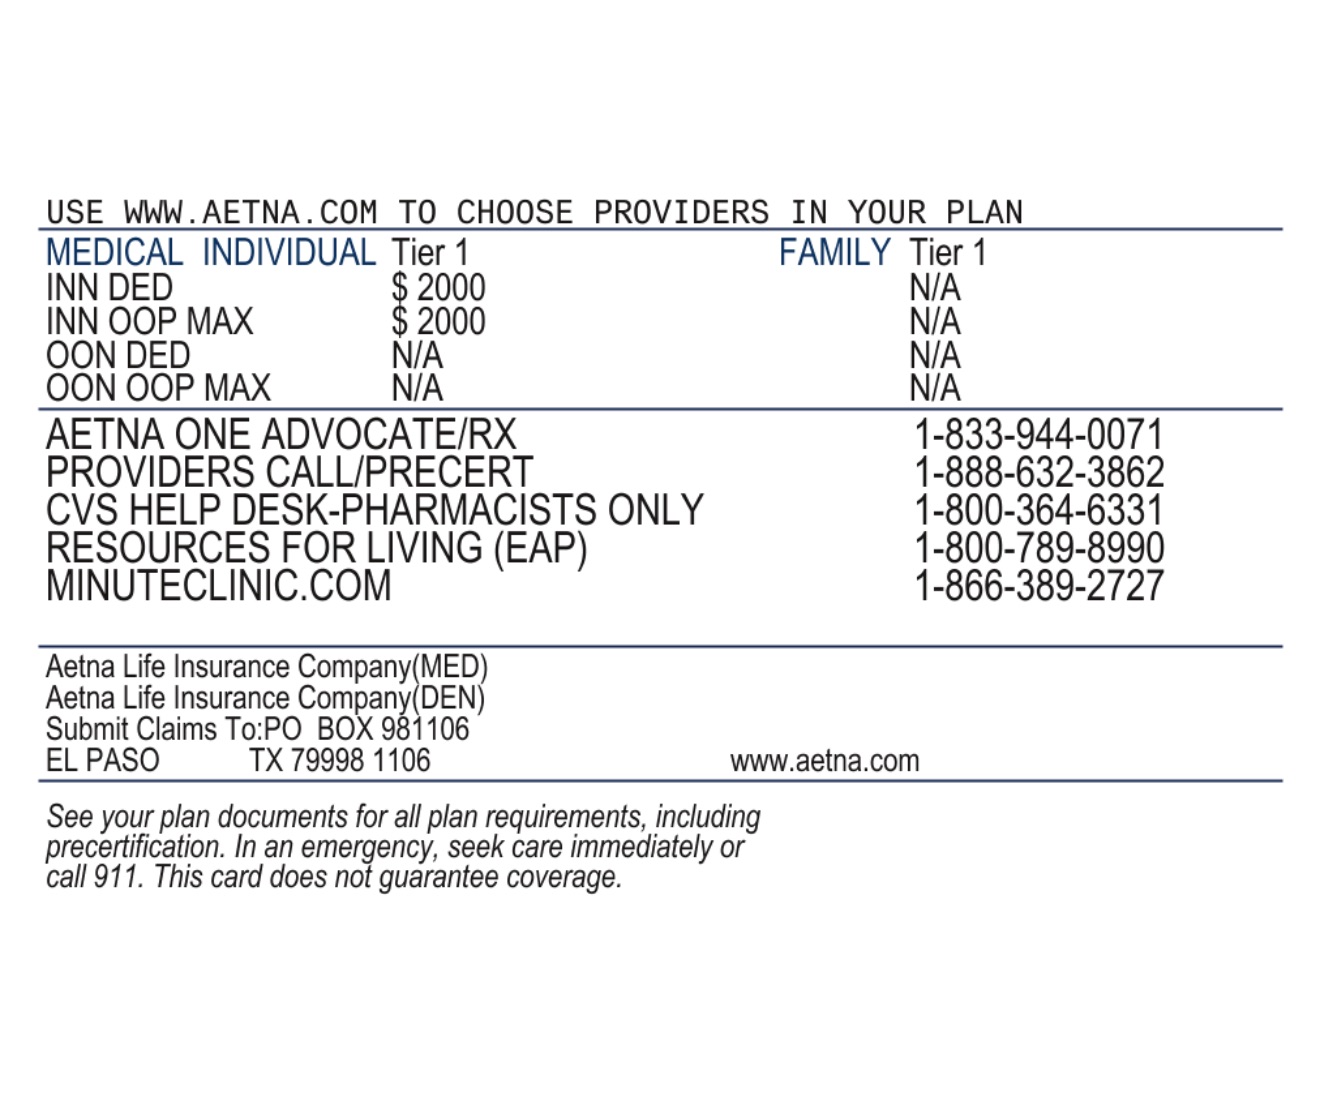 USE WWW.AETNA.COM TO CHOOSE PROVIDERS IN YOUR PLAN
MEDICAL INDIVIDUAL Tier 1 FAMILY Tier 1
INN DED $ 2000 N/A
INN OOP MAX $ 2000 N/A
OON DED N/A N/A
OON OOP MAX N/A N/A
AETNA ONE ADVOCATE/RX 1-833-944-0071
PROVIDERS CALL/PRECERT 1-888-632-3862
CVS HELP DESK-PHARMACISTS ONLY 1-800-364-6331
RESOURCES FOR LIVING (EAP) 1-800-789-8990
MINUTECLINIC.COM 1-866-389-2727
Aetna Life Insurance Company(MED)
Aetna Life Insurance Company(DEN)
Submit Claims To:PO BOX 981106
EL PASO TX 79998 1106 www.aetna.com
See your plan documents for all plan requirements, including
precertification. In an emergency, seek care immediately or
call 911. This card does not guarantee coverage.